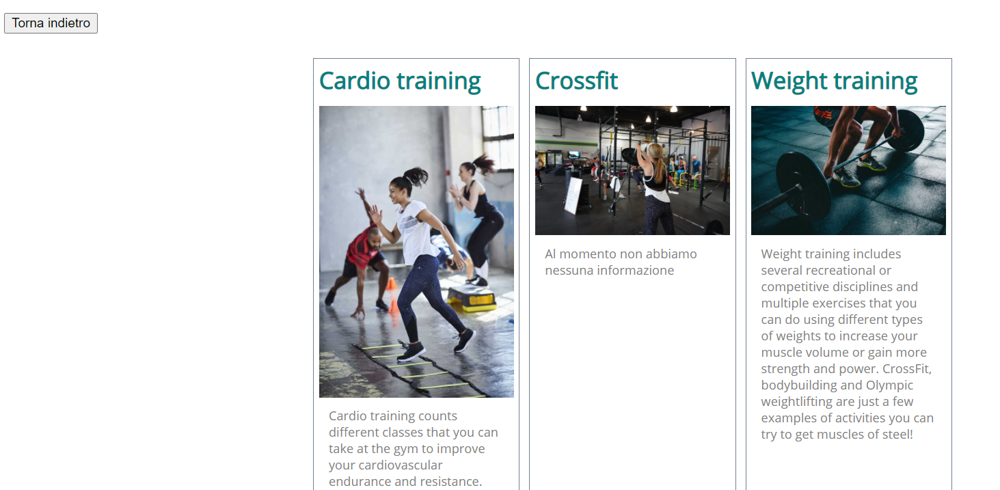 Torna indietro
Cardio training
Cardio training counts
different classes that you can
take at the gym to improve
your cardiovascular
endurance and resistance.
Crossfit
Al momento non abbiamo
nessuna informazione
Weight training
Weight training includes
several recreational or
competitive disciplines and
multiple exercises that you
can do using different types
of weights to increase your
muscle volume or gain more
strength and power. CrossFit,
bodybuilding and Olympic
weightlifting are just a few
examples of activities you can
try to get muscles of steel!